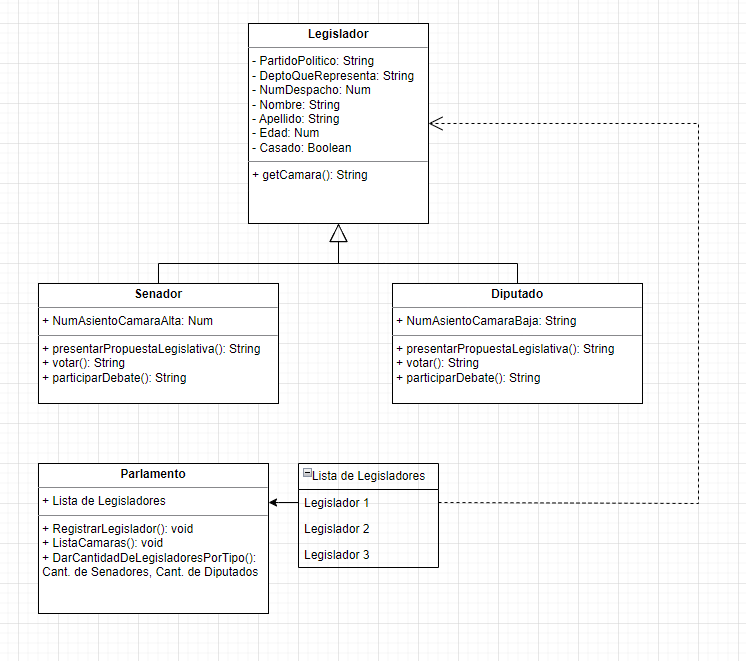 Legislador
- PartidoPolitico: String
- DeptoQueRepresenta: String
- NumDespacho: Num
- Nombre: String
- Apellido: String
- Edad: Num
- Casado: Boolean
+ getCamara(): String
Senador
+ NumAsientoCamaraAlta: Num
+ presentarPropuestaLegislativa(): String
+ votar(): String
+ participarDebate(): String
Diputado
+ NumAsientoCamaraBaja: String
+ presentarPropuestaLegislativa(): String
+ votar(): String
+ participarDebate(): String
Parlamento
+ Lista de Legisladores
+ RegistrarLegislador(): void
+ ListaCamaras(): void
+ DarCantidadDeLegisladoresPorTipo():
Cant. de Senadores, Cant. de Diputados
Lista de Legisladores
Legislador 1
Legislador 2
Legislador 3